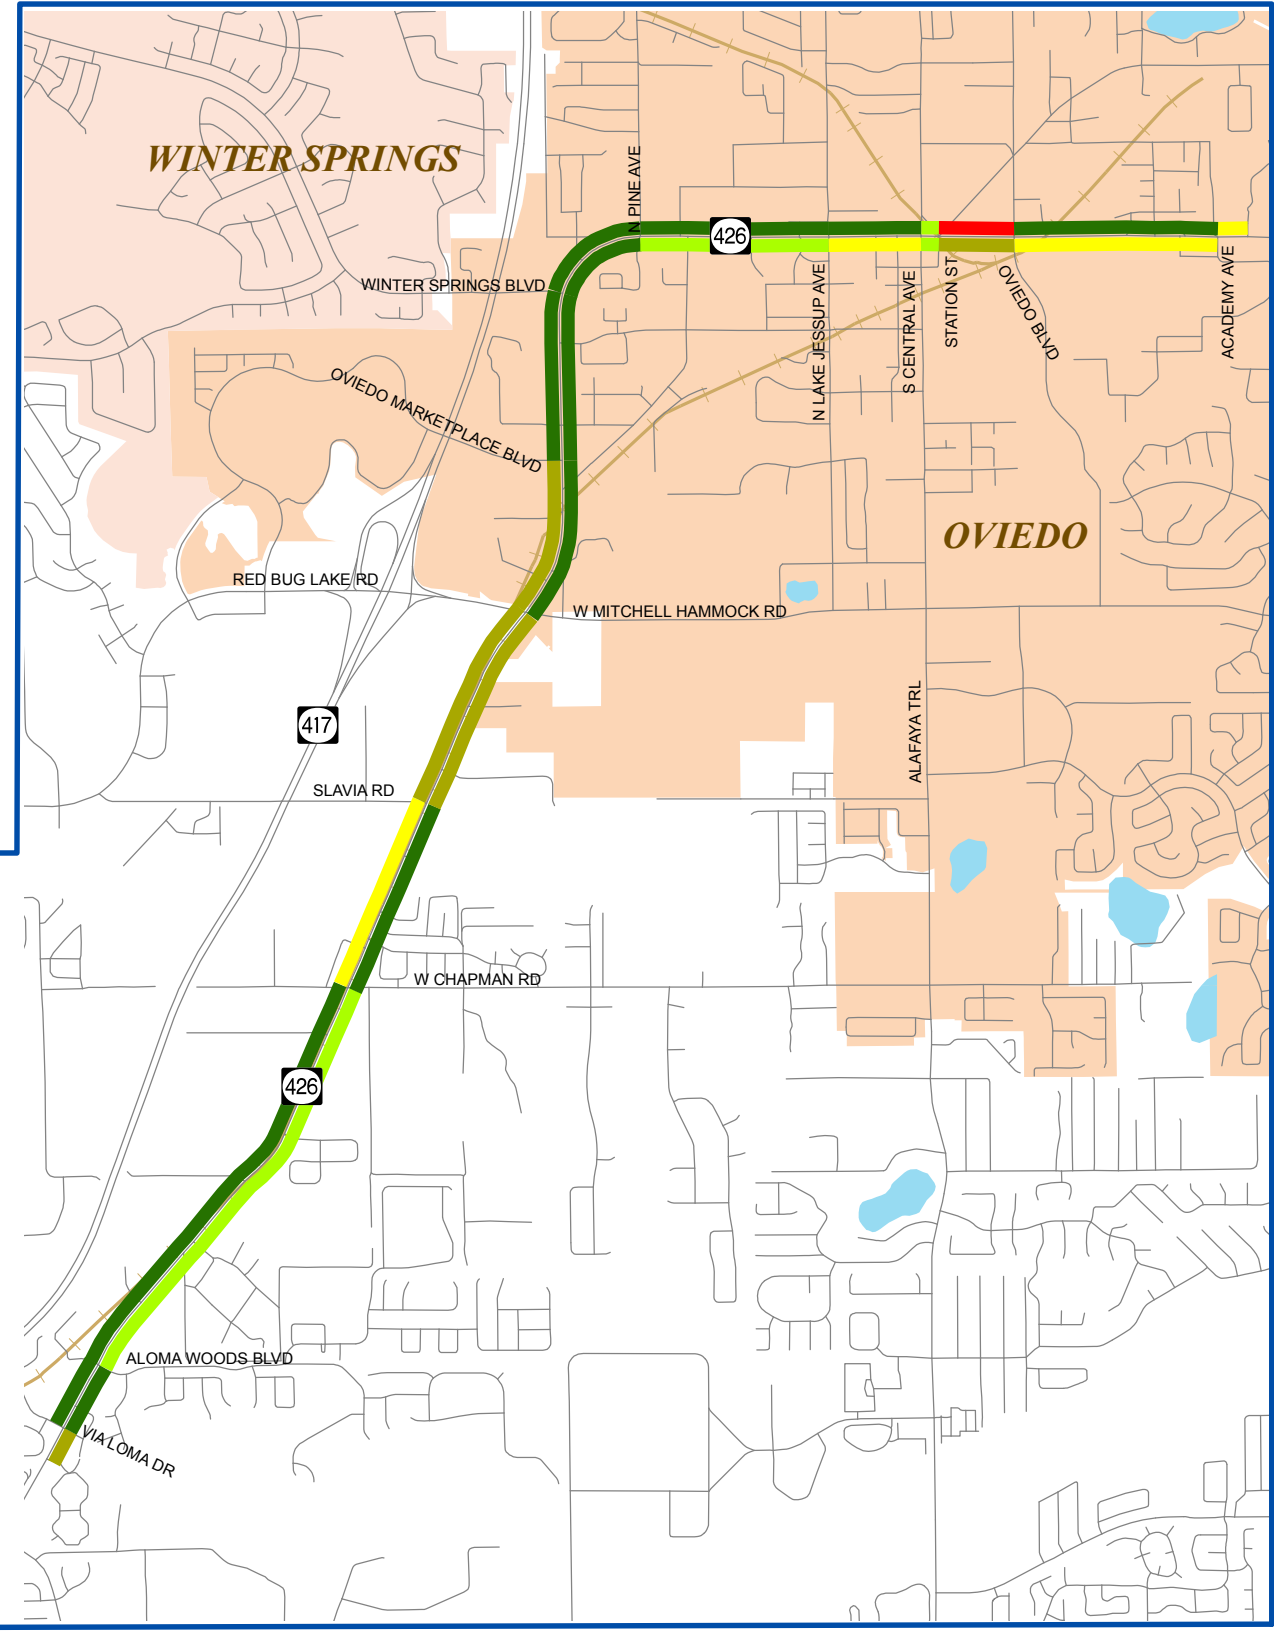 WINTER SPRINGS
N PINE AVE
426
WINTER SPRINGS BLVD
N LAKE JESSUP AVE
S CENTRAL AVE
STATION ST
OVIEDO BLVD
ACADEMY AVE
OVIEDO MARKETPLACE BLVD
OVIEDO
RED BUG LAKE RD
W MITCHELL HAMMOCK RD
417
ALAFAYA TRL
SLAVIA RD
W CHAPMAN RD
426
ALOMA WOODS BLVD
VIA LOMA DR